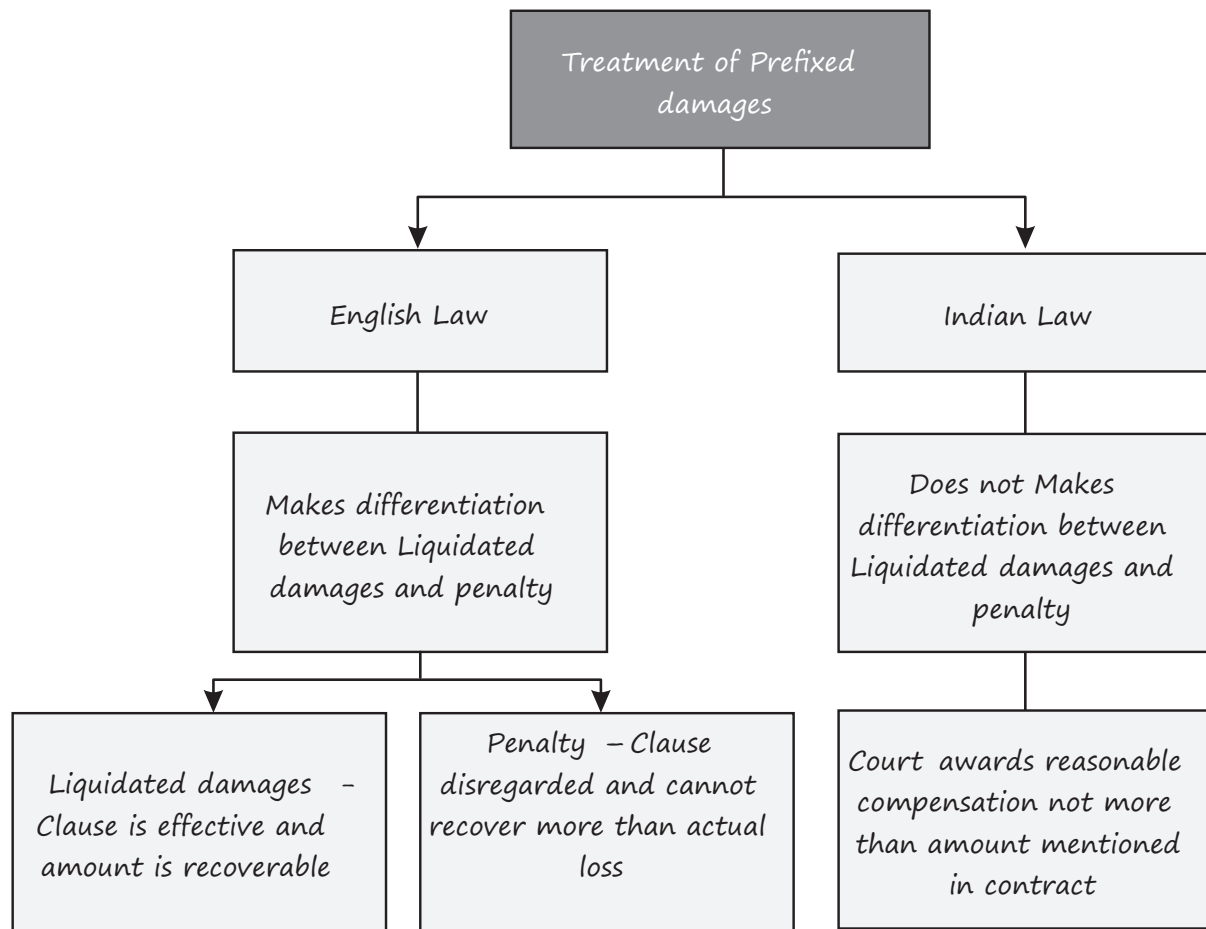 Treatment of Prefixed
damages
English Law
Indian Law
Makes differentiation
between Liquidated
damages and penalty
Does not Makes
differentiation between
Liquidated damages and
penalty
Liquidated damages -
Clause is effective and
amount is recoverable
Penalty – Clause
disregarded and cannot
recover more than actual
loss
Court awards reasonable
compensation not more
than amount mentioned
in contract